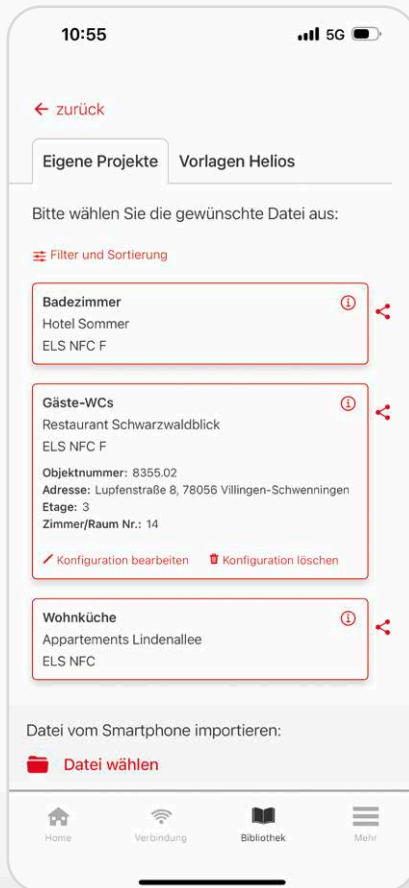 10:55
5G
← zurück
Eigene Projekte
Vorlagen Helios
Bitte wählen Sie die gewünschte Datei aus:
Filter und Sortierung
Badezimmer
Hotel Sommer
ELS NFC F
Gäste-WCs
Restaurant Schwarzwaldblick
ELS NFC F
Objektnummer: 8355.02
Adresse: Lupfenstraße 8, 78056 Villingen-Schwenningen
Etage: 3
Zimmer/Raum Nr.: 14
Konfiguration bearbeiten
Konfiguration löschen
Wohnküche
Appartements Lindenallee
ELS NFC
Datei vom Smartphone importieren:
Datei wählen
Home
Verbindung
Bibliothek
Mehr